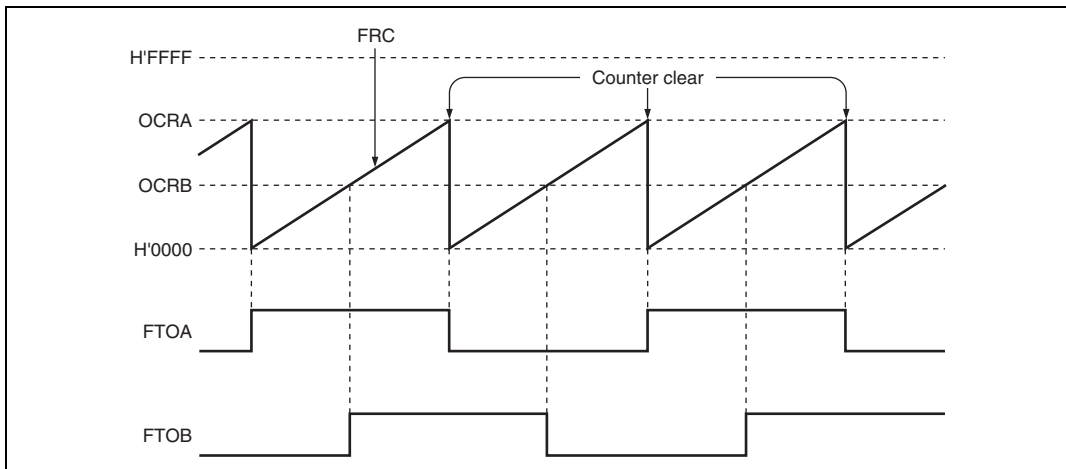 FRC
H'FFFF
Counter clear
OCRA
OCRB
H'0000
FTOA
FTOB